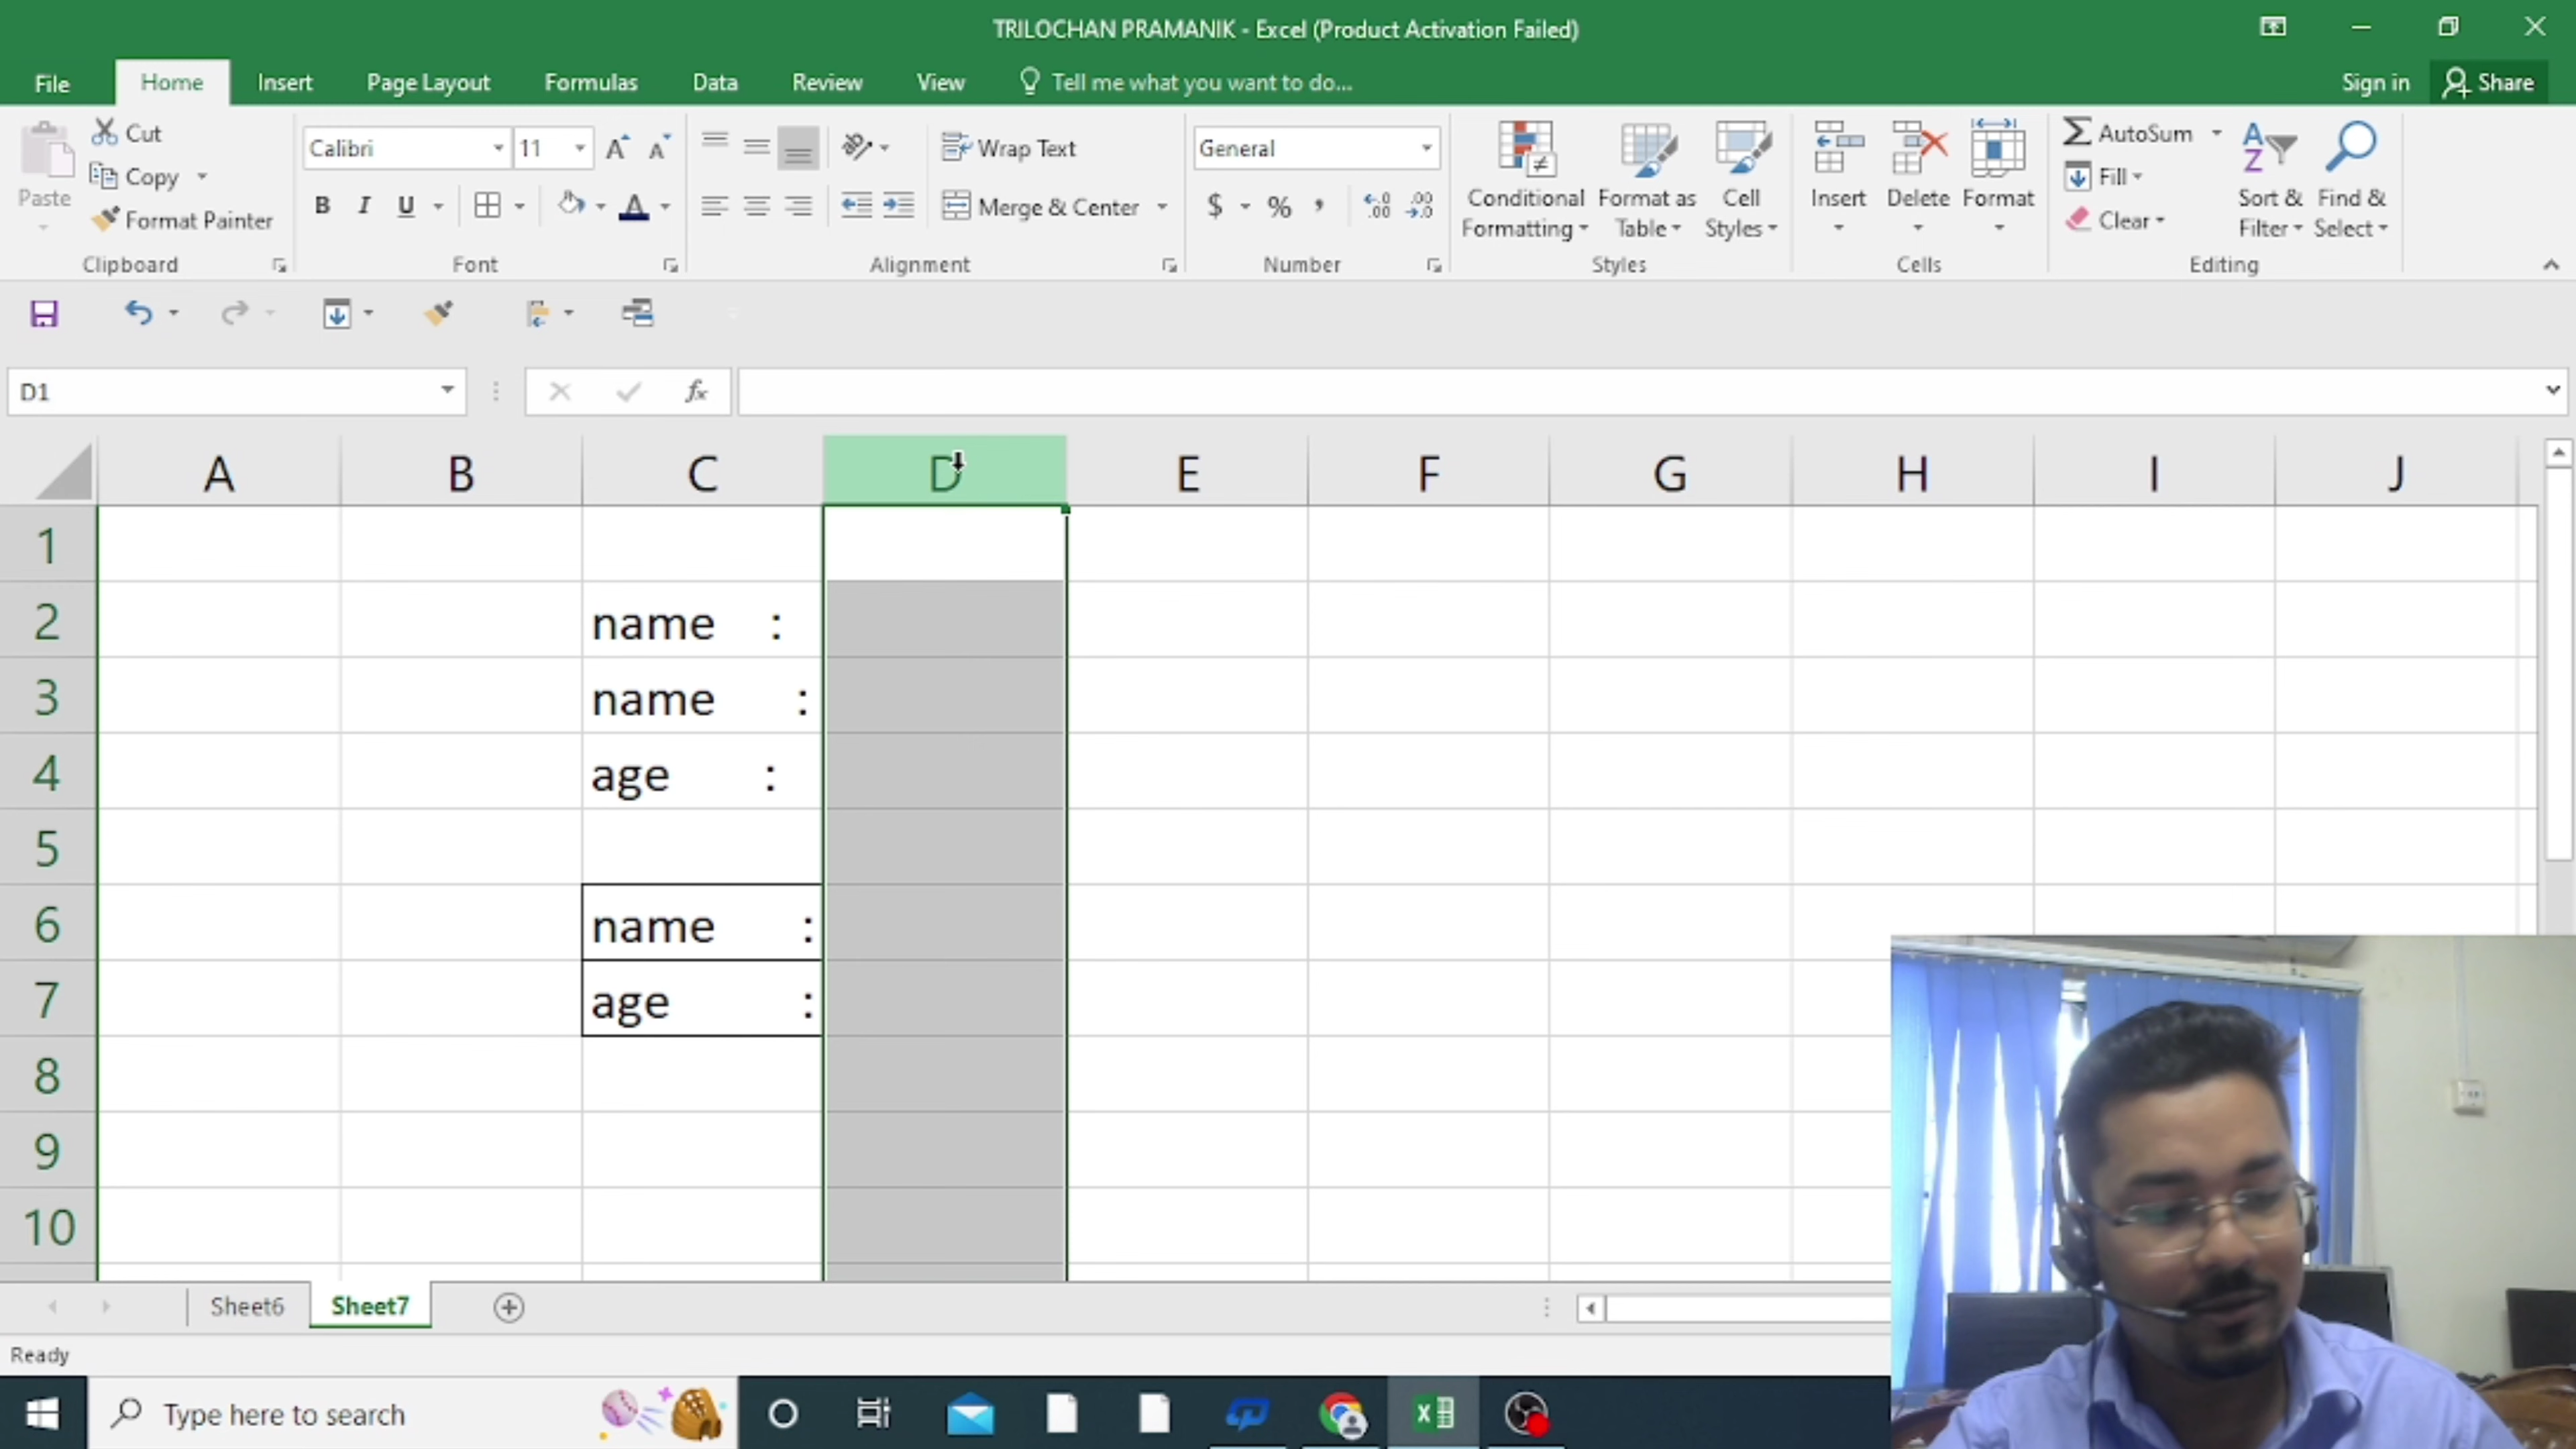 TRILOCHAN PRAMANIK - Excel (Product Activation Failed)
File Home Insert Page Layout Formulas Data Review View Tell me what you want to do... Sign in Share
Paste
Cut
Copy
Format Painter
Clipboard
Calibri 11
B I U
Font
Wrap Text
Merge & Center
Alignment
General
$ % ,
Number
Conditional Formatting
Format as Table
Cell Styles
Styles
Insert
Delete
Format
Cells
AutoSum
Fill
Clear
Sort & Filter
Find & Select
Editing
D1
fx
A B C D E F G H I J
1
2 name :
3 name :
4 age :
5
6 name :
7 age :
8
9
10
Sheet6 Sheet7
Ready
Type here to search